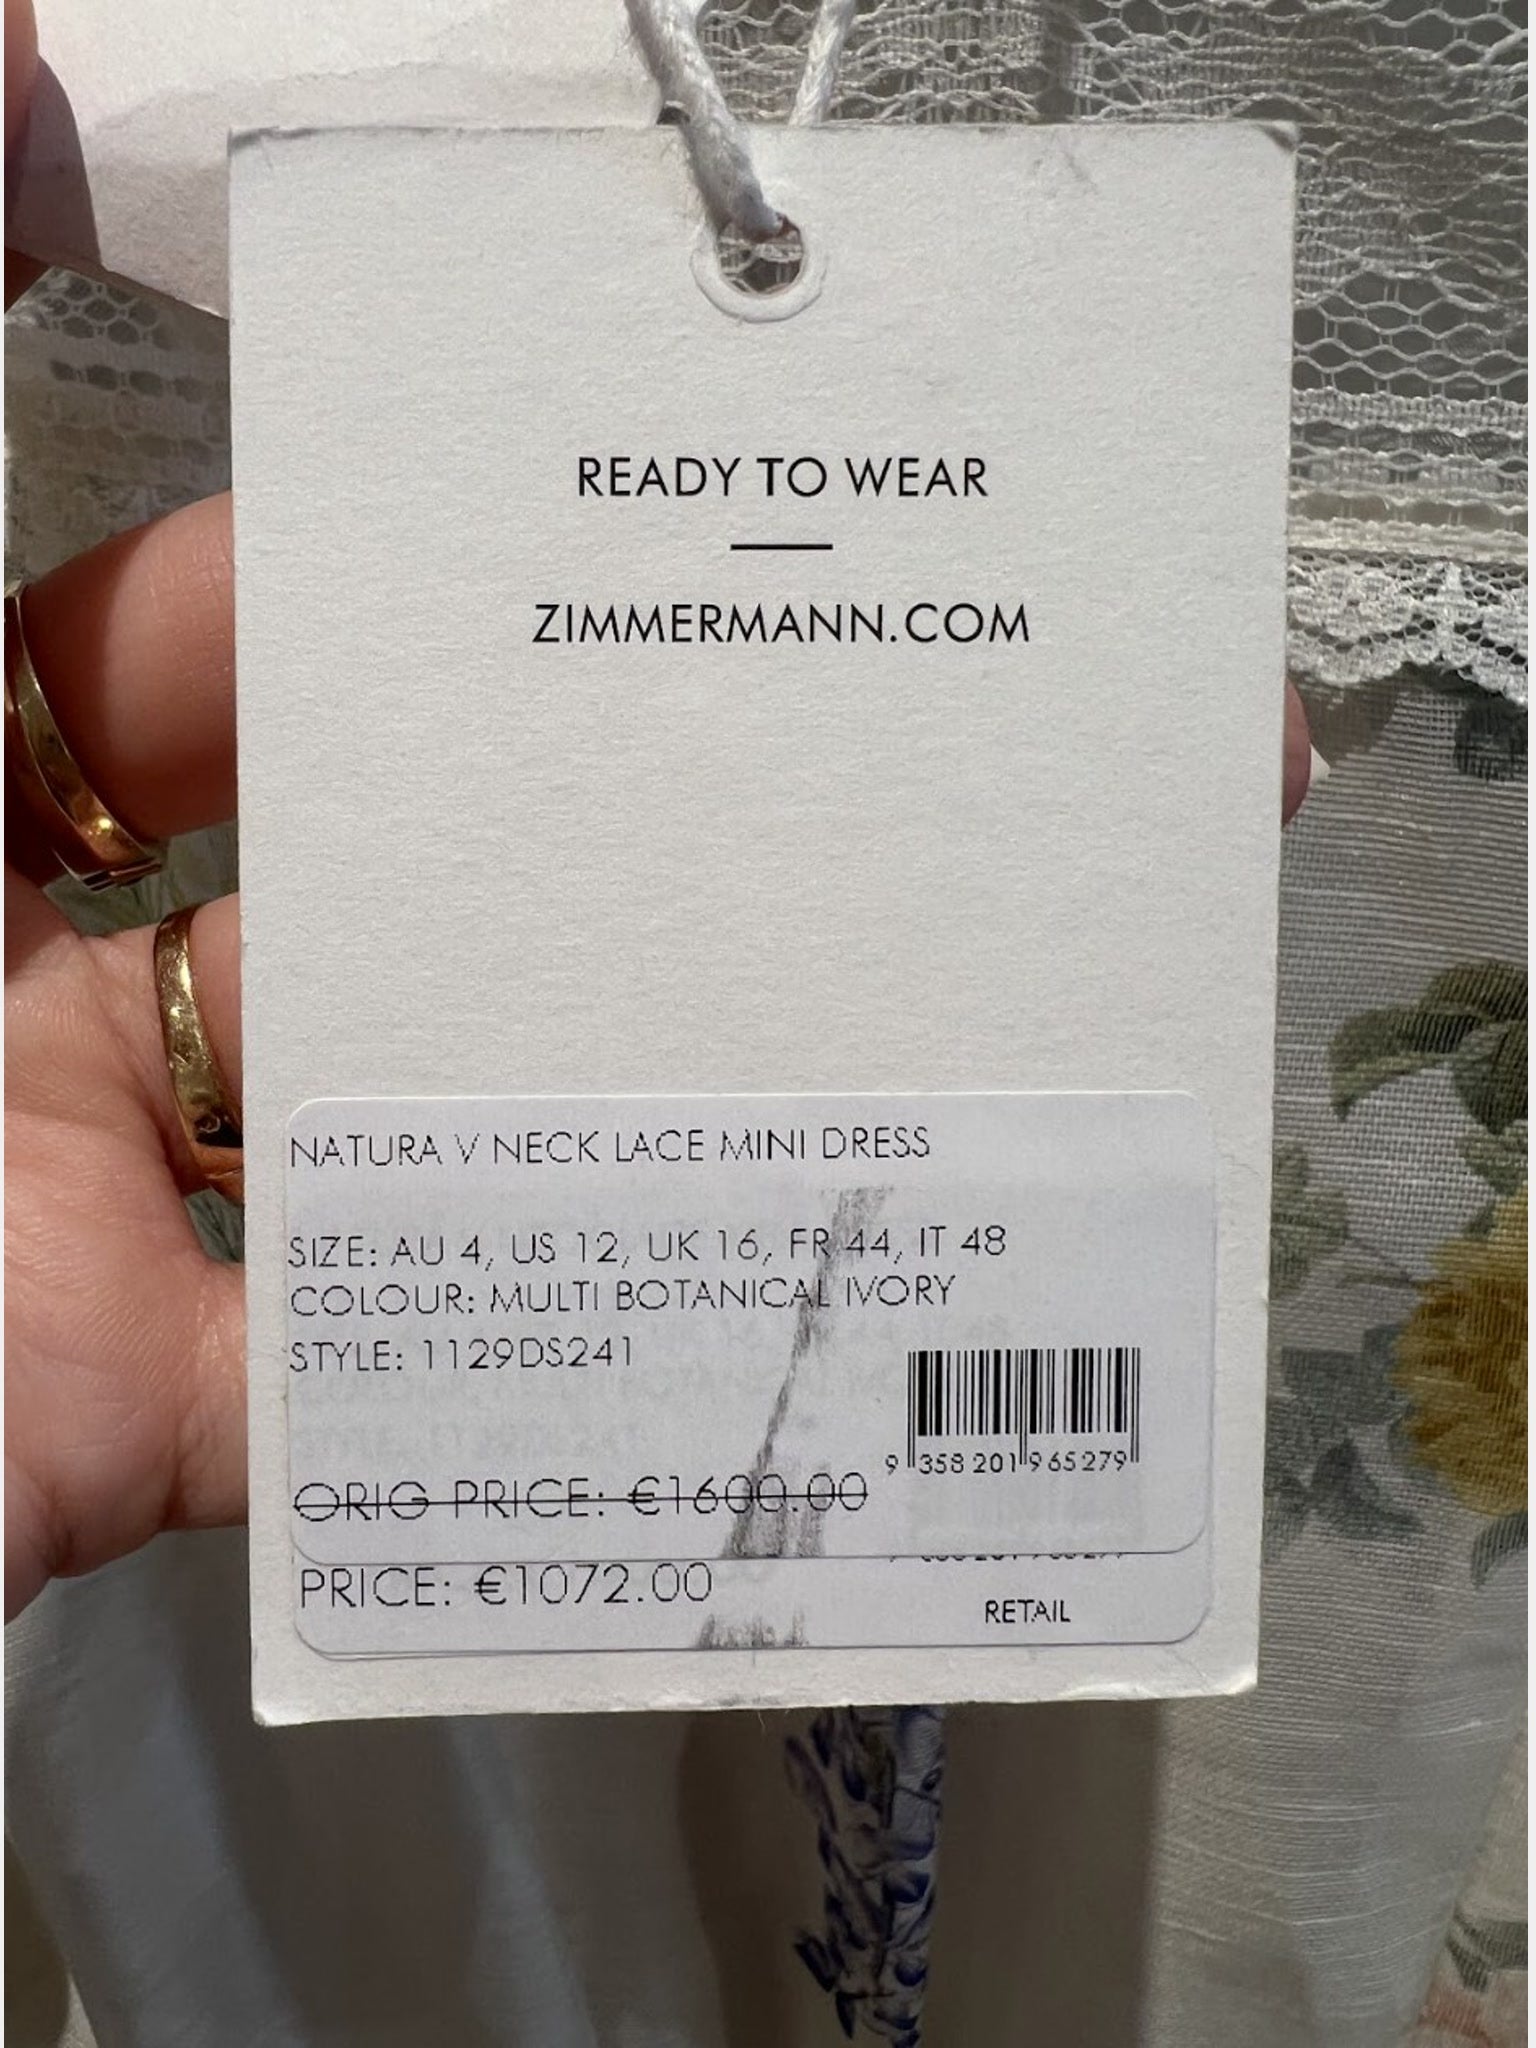 READY TO WEAR
ZIMMERMANN.COM
NATURA V NECK LACE MINI DRESS
SIZE: AU 4, US 12, UK 16, FR 44, IT 48
COLOUR: MULTI BOTANICAL IVORY
STYLE: 1129DS241
9 358201 965279
ORIG PRICE: €1600.00
PRICE: €1072.00
RETAIL